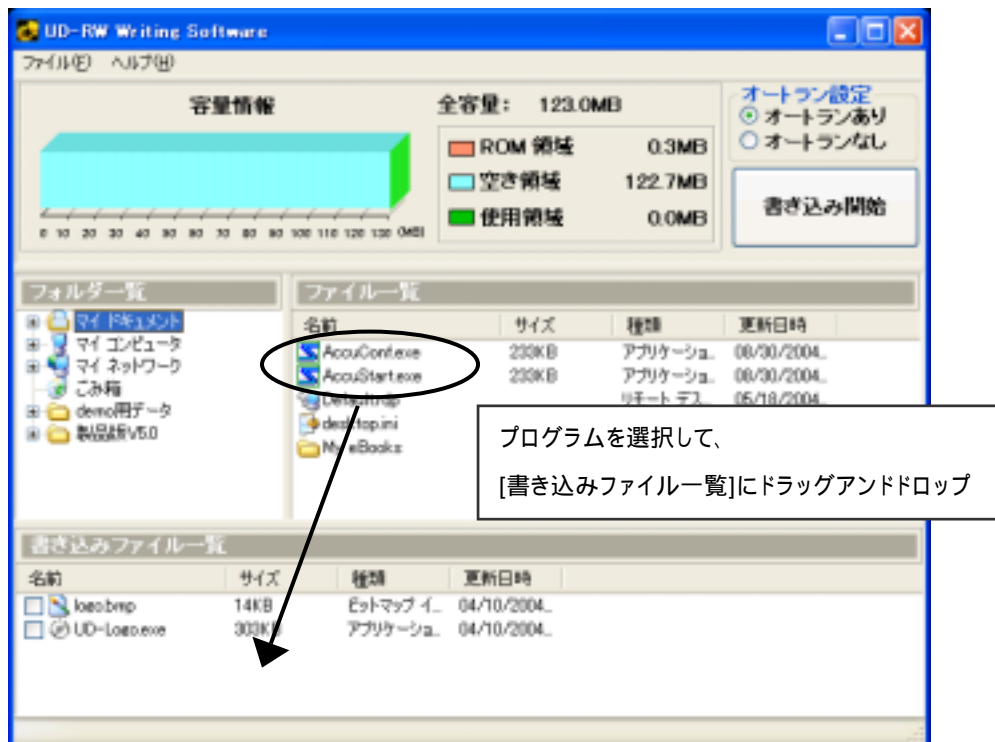 UD-RW Writing Software
ファイル(F) ヘルプ(H)
容量情報
全容量： 123.0MB
ROM 領域 0.3MB
空き領域 122.7MB
使用領域 0.0MB
0 10 20 30 40 50 60 70 80 90 100 110 120 130 (MB)
オートラン設定
オートランあり
オートランなし
書き込み開始
フォルダ一覧
マイ ドキュメント
マイ コンピュータ
マイ ネットワーク
ごみ箱
demo用データ
製品版V5.0
ファイル一覧
名前 サイズ 種類 更新日時
AccuCont.exe 233KB アプリケーショ... 08/30/2004...
AccuStart.exe 233KB アプリケーショ... 08/30/2004...
Default.rdp リモート デス... 05/18/2004...
desktop.ini
My eBooks
プログラムを選択して、
[書き込みファイル一覧]にドラッグアンドドロップ
書き込みファイル一覧
名前 サイズ 種類 更新日時
logo.bmp 14KB ビットマップ イ... 04/10/2004...
UD-Logo.exe 303KB アプリケーショ... 04/10/2004...